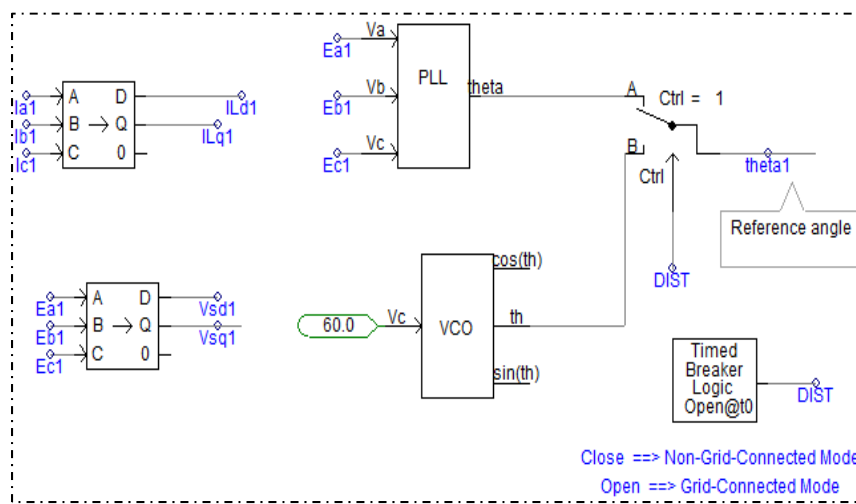 Ia1
Ib1
Ic1
A D
B Q
C 0
ILd1
ILq1
Ea1
Eb1
Ec1
Va
Vb
Vc
PLL
theta
A
Ctrl = 1
B
Ctrl
theta1
Reference angle
DIST
Ea1
Eb1
Ec1
A D
B Q
C 0
Vsd1
Vsq1
60.0
Vc
VCO
cos(th)
th
sin(th)
Timed
Breaker
Logic
Open@t0
DIST
Close ==> Non-Grid-Connected Mode
Open ==> Grid-Connected Mode